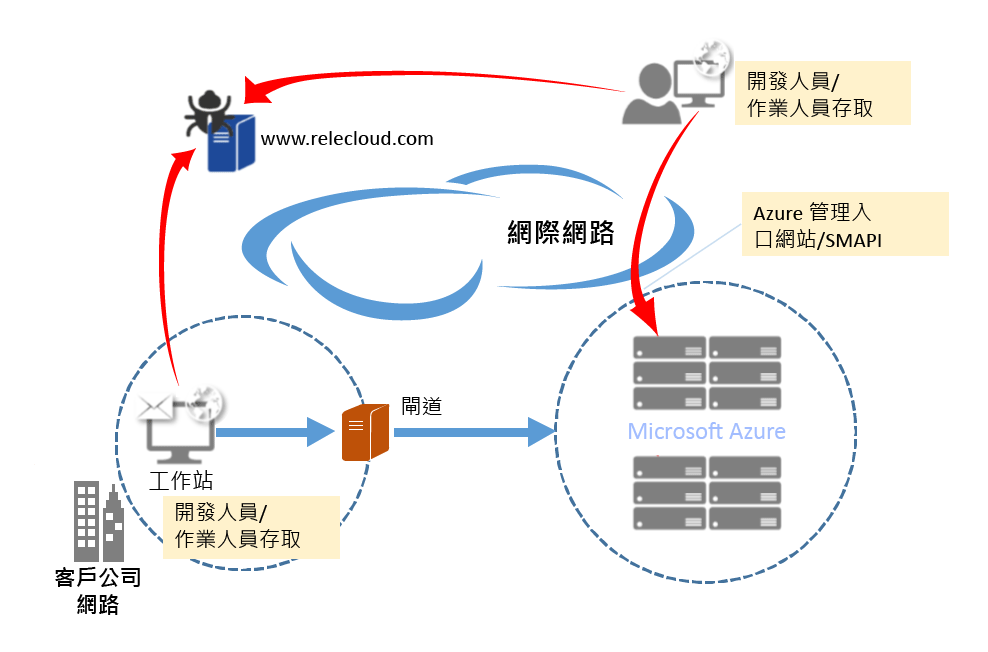 開發人員/
作業人員存取
www.relecloud.com
Azure 管理入
口網站/SMAPI
網際網路
閘道
Microsoft Azure
工作站
開發人員/
作業人員存取
客戶公司
網路